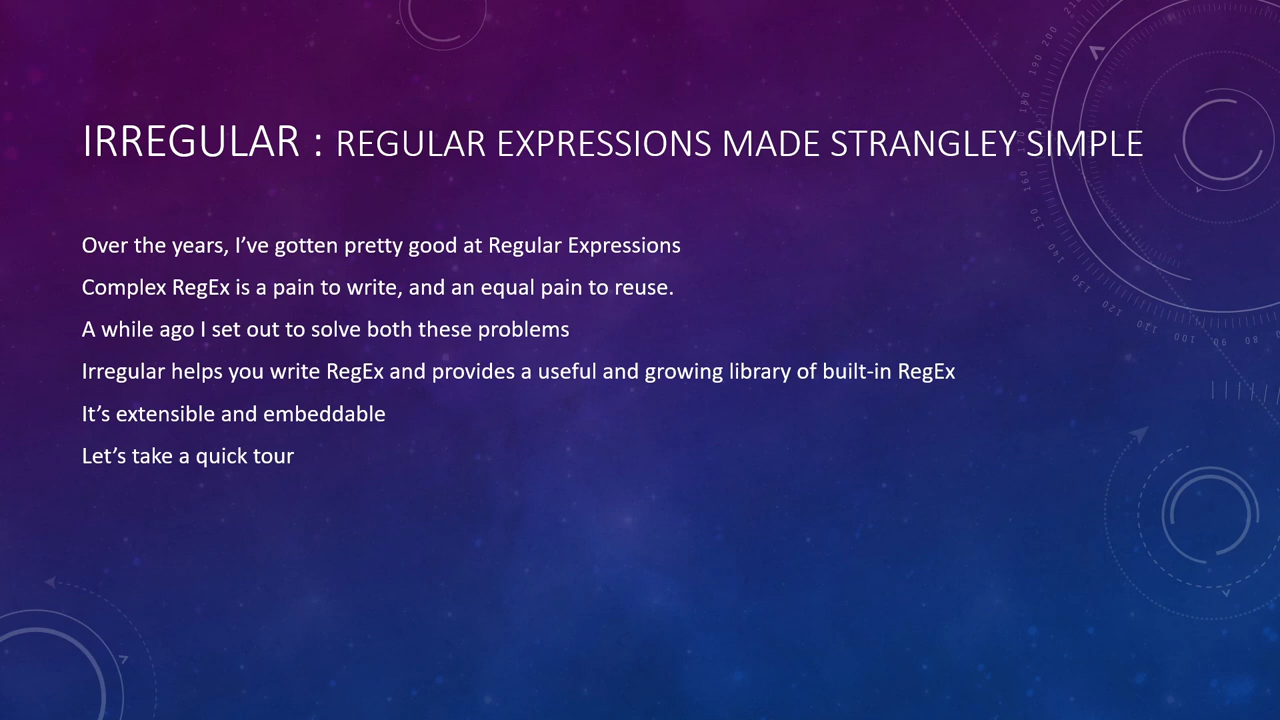 IRREGULAR : REGULAR EXPRESSIONS MADE STRANGLEY SIMPLE
Over the years, I’ve gotten pretty good at Regular Expressions
Complex RegEx is a pain to write, and an equal pain to reuse.
A while ago I set out to solve both these problems
Irregular helps you write RegEx and provides a useful and growing library of built-in RegEx
It’s extensible and embeddable
Let’s take a quick tour